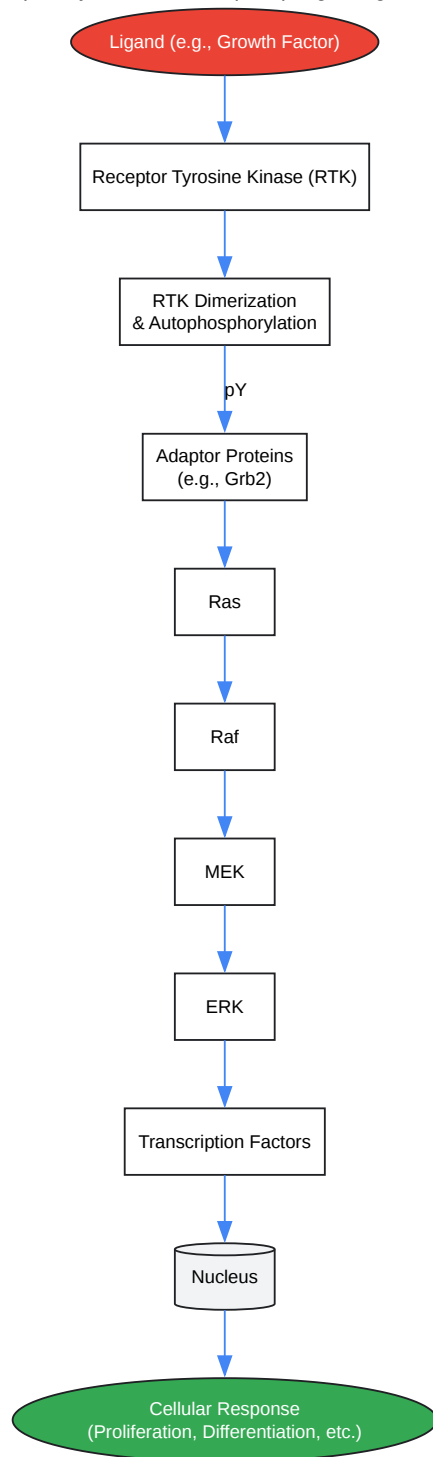 Ligand (e.g., Growth Factor)
Receptor Tyrosine Kinase (RTK)
RTK Dimerization
& Autophosphorylation
pY
Adaptor Proteins
(e.g., Grb2)
Ras
Raf
MEK
ERK
Transcription Factors
Nucleus
Cellular Response
(Proliferation, Differentiation, etc.)